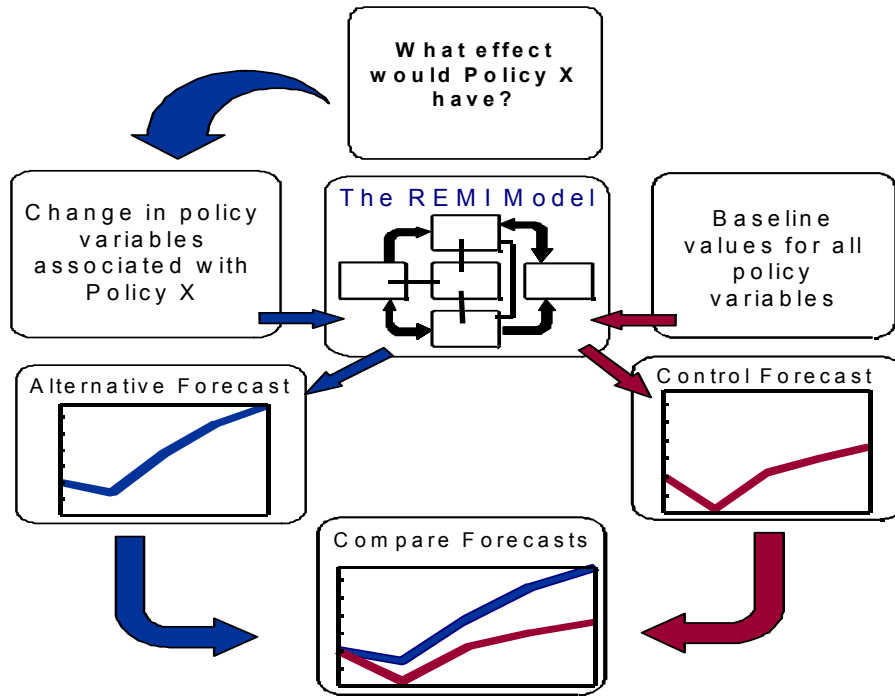 What effect
would Policy X
have?
Change in policy
variables
associated with
Policy X
The REMI Model
Baseline
values for all
policy
variables
Alternative Forecast
Control Forecast
Compare Forecasts